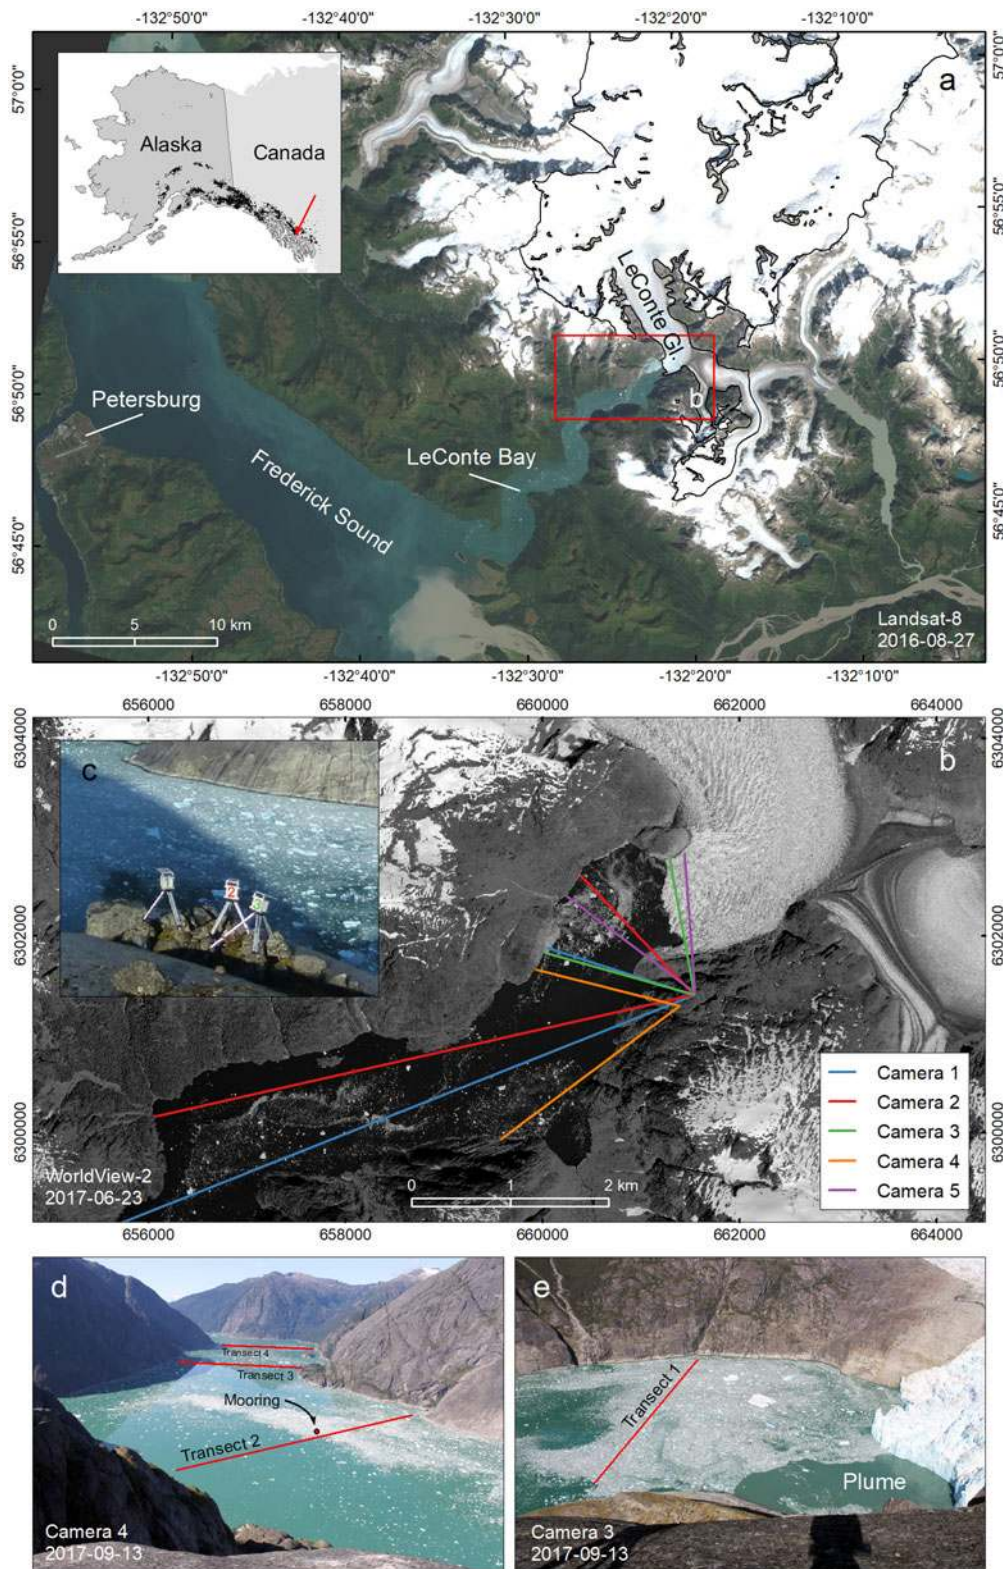 -132°50'0" -132°40'0" -132°30'0" -132°20'0" -132°10'0"
57°0'0"
56°55'0"
56°50'0"
56°45'0"
57°0'0"
56°55'0"
56°50'0"
56°45'0"
a
Alaska
Canada
LeConte Gl.
b
Petersburg
LeConte Bay
Frederick Sound
0 5 10 km
Landsat-8
2016-08-27
-132°50'0" -132°40'0" -132°30'0" -132°20'0" -132°10'0"
656000 658000 660000 662000 664000
6304000
6302000
6300000
6304000
6302000
6300000
c
2
3
b
Camera 1
Camera 2
Camera 3
Camera 4
Camera 5
WorldView-2
2017-06-23
0 1 2 km
656000 658000 660000 662000 664000
d
Transect 4
Transect 3
Mooring
Transect 2
Camera 4
2017-09-13
e
Transect 1
Plume
Camera 3
2017-09-13